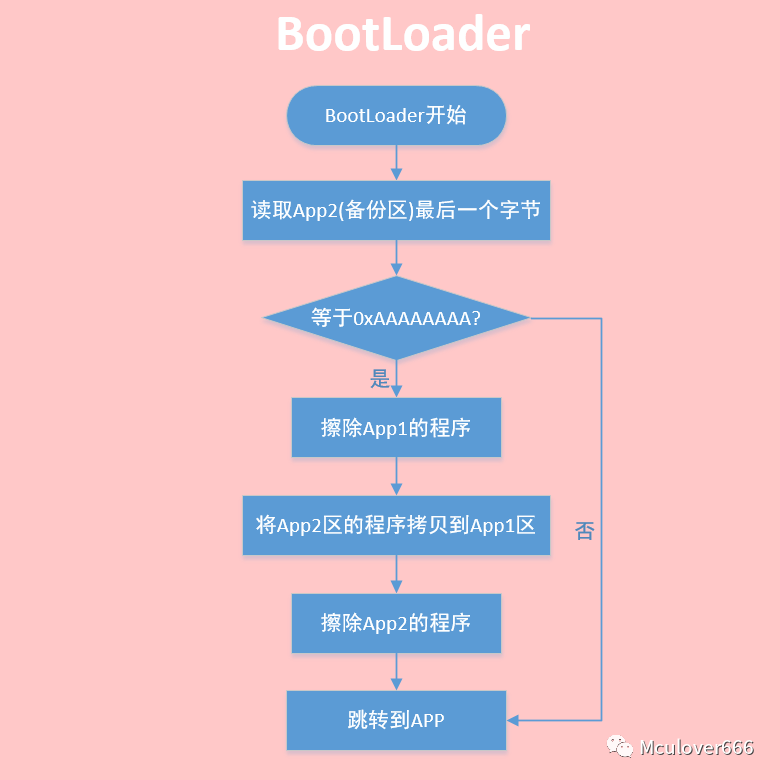 BootLoader
BootLoader开始
读取App2(备份区)最后一个字节
等于0xAAAAAAAA?
是
擦除App1的程序
将App2区的程序拷贝到App1区
否
擦除App2的程序
跳转到APP
Mculover666